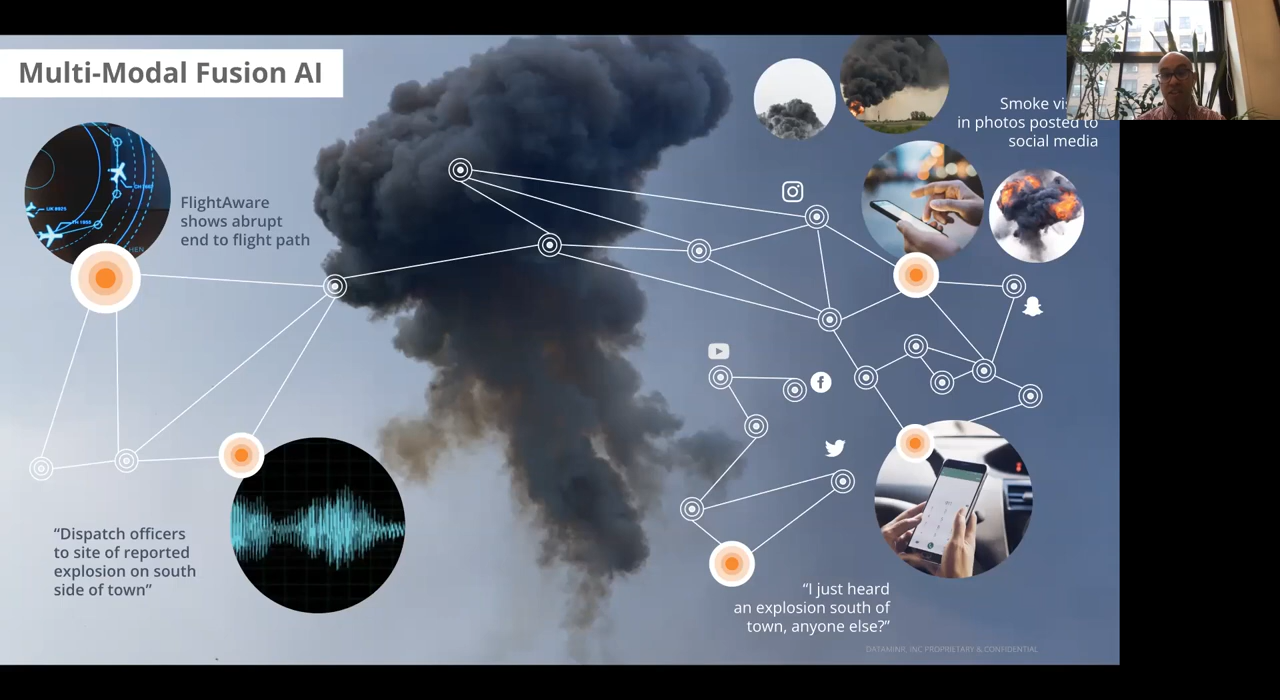 Multi-Modal Fusion AI
FlightAware
shows abrupt
end to flight path
Smoke
in photos posted to
social media
“Dispatch officers
to site of reported
explosion on south
side of town”
“I just heard
an explosion south of
town, anyone else?”
DATAMINR, INC PROPRIETARY & CONFIDENTIAL